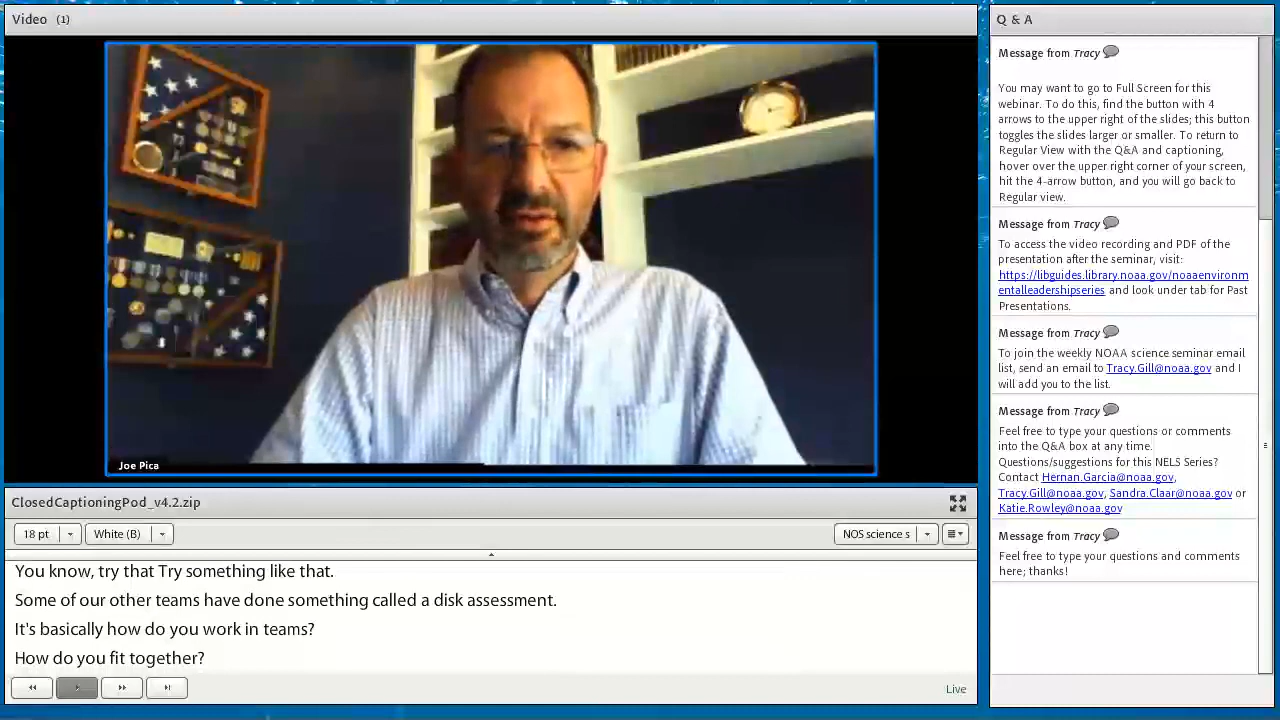 Video (1)
Joe Pica
ClosedCaptioningPod_v4.2.zip
18 pt
White (B)
NOS science s
You know, try that Try something like that.
Some of our other teams have done something called a disk assessment.
It's basically how do you work in teams?
How do you fit together?
Live
Q & A
Message from Tracy
You may want to go to Full Screen for this
webinar. To do this, find the button with 4
arrows to the upper right of the slides; this button
toggles the slides larger or smaller. To return to
Regular View with the Q&A and captioning,
hover over the upper right corner of your screen,
hit the 4-arrow button, and you will go back to
Regular view.
Message from Tracy
To access the video recording and PDF of the
presentation after the seminar, visit:
https://libguides.library.noaa.gov/noaaenvironm
entalleadershipseries and look under tab for Past
Presentations.
Message from Tracy
To join the weekly NOAA science seminar email
list, send an email to Tracy.Gill@noaa.gov and I
will add you to the list.
Message from Tracy
Feel free to type your questions or comments
into the Q&A box at any time.
Questions/suggestions for this NELS Series?
Contact Hernan.Garcia@noaa.gov,
Tracy.Gill@noaa.gov, Sandra.Claar@noaa.gov or
Katie.Rowley@noaa.gov
Message from Tracy
Feel free to type your questions and comments
here; thanks!